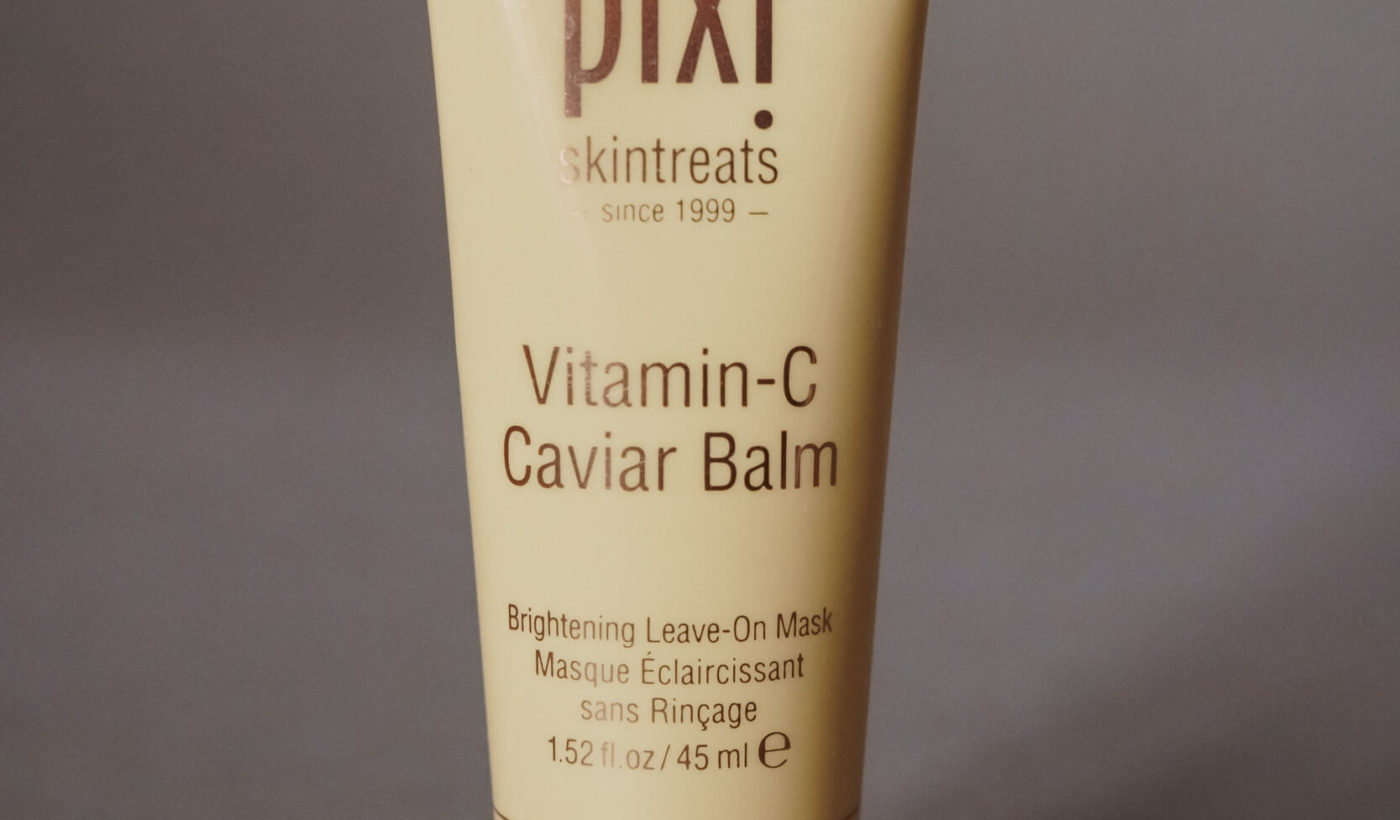 pixi
skintreats
— since 1999 —
Vitamin-C
Caviar Balm
Brightening Leave-On Mask
Masque Éclaircissant
sans Rinçage
1.52 fl.oz / 45 ml ℮